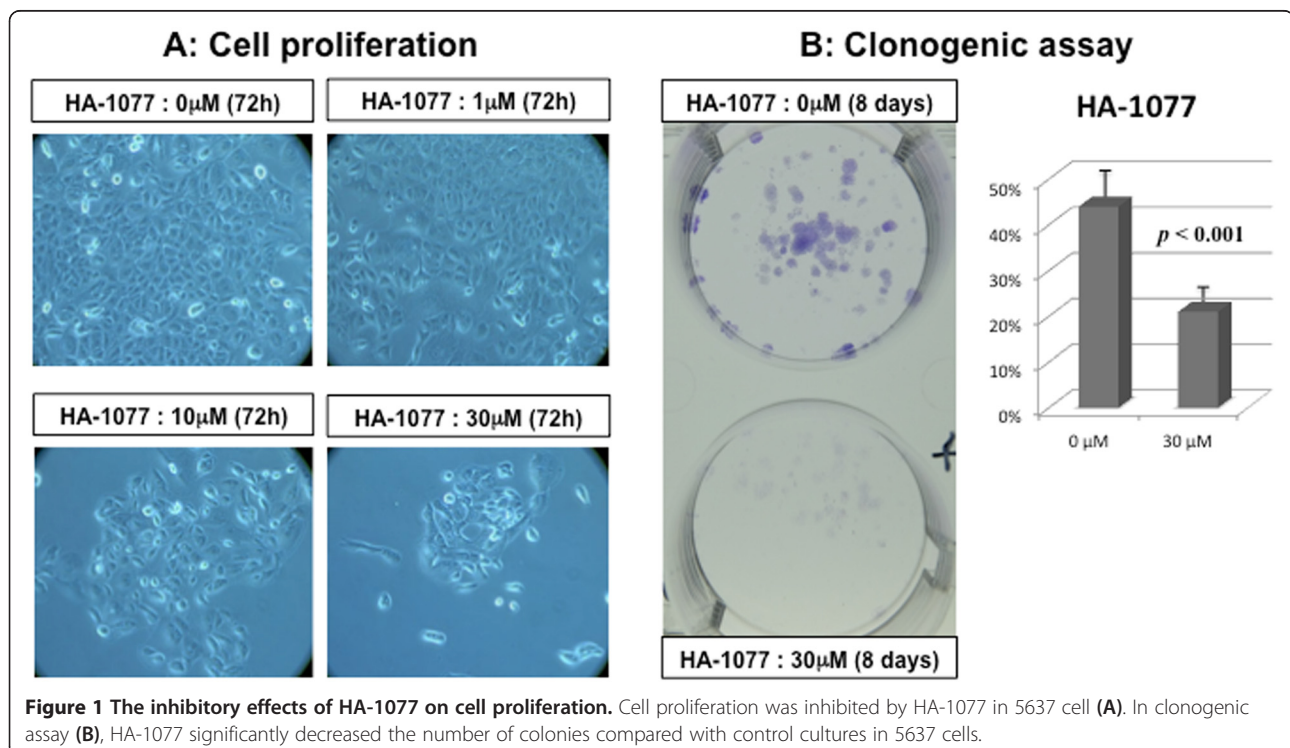 A: Cell proliferation
B: Clonogenic assay
HA-1077 : 0μM (72h)
HA-1077 : 1μM (72h)
HA-1077 : 0μM (8 days)
HA-1077
50%
40%
30%
20%
10%
0%
p < 0.001
0 μM
30 μM
HA-1077 : 10μM (72h)
HA-1077 : 30μM (72h)
HA-1077 : 30μM (8 days)
Figure 1 The inhibitory effects of HA-1077 on cell proliferation. Cell proliferation was inhibited by HA-1077 in 5637 cell (A). In clonogenic
assay (B), HA-1077 significantly decreased the number of colonies compared with control cultures in 5637 cells.